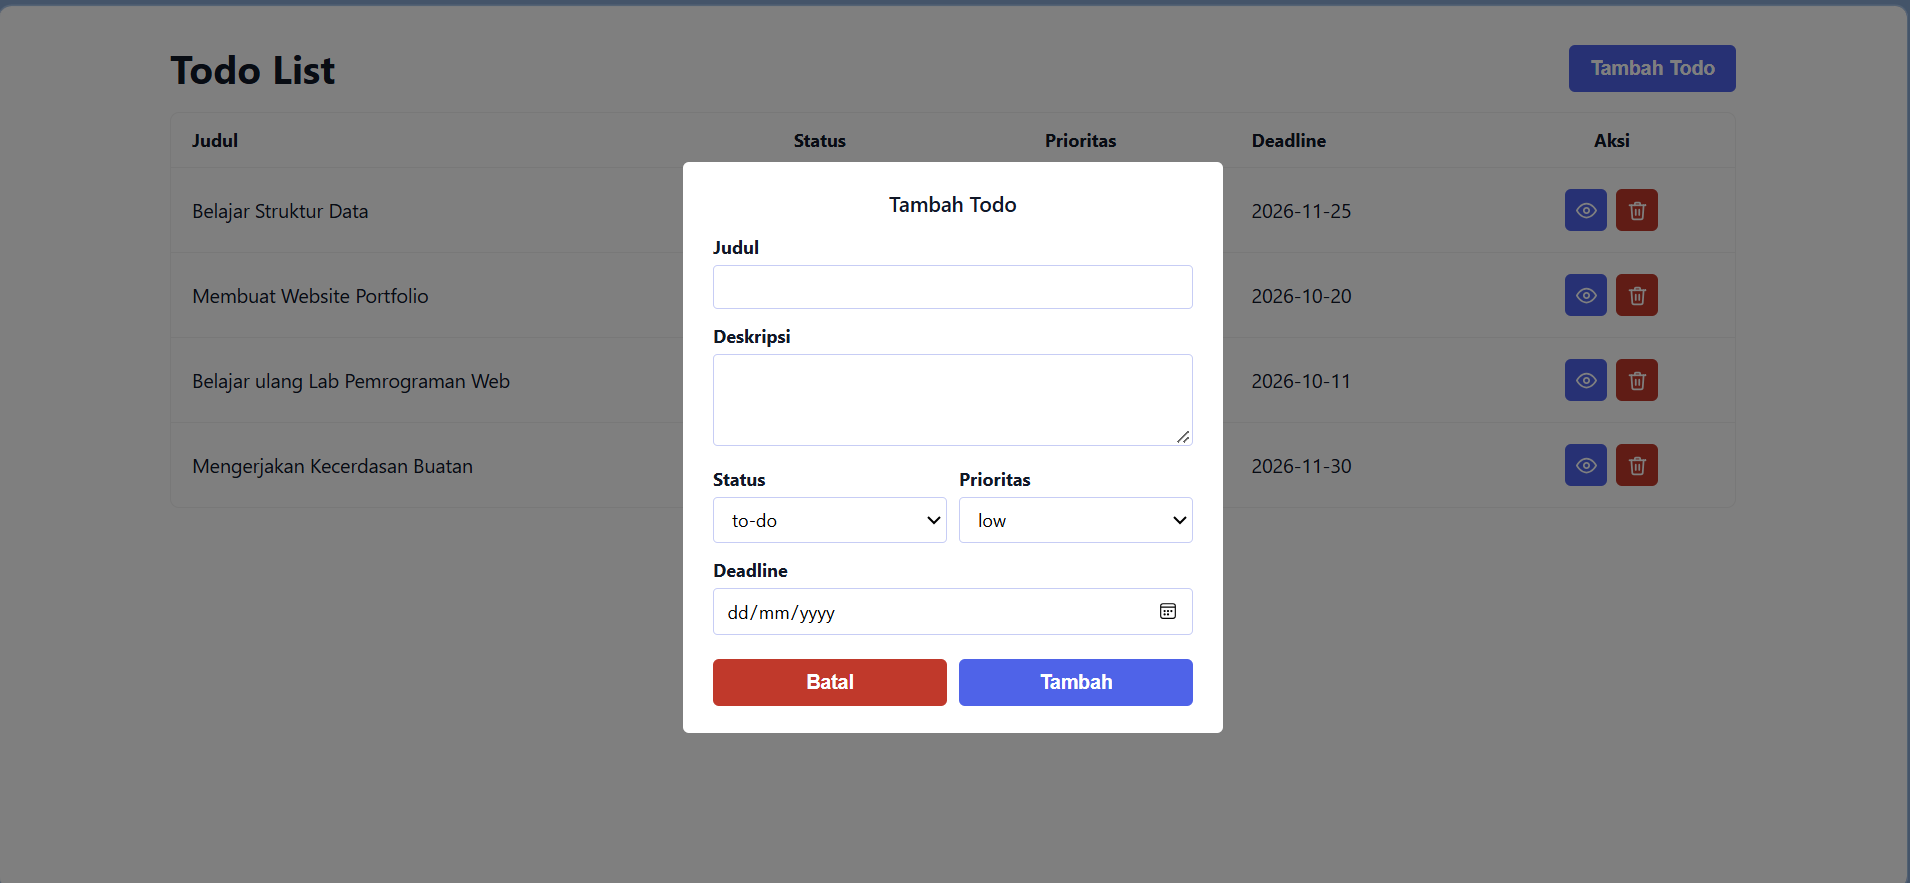 Todo List
Tambah Todo
Judul Status Prioritas Deadline Aksi
Belajar Struktur Data 2026-11-25
Membuat Website Portfolio 2026-10-20
Belajar ulang Lab Pemrograman Web 2026-10-11
Mengerjakan Kecerdasan Buatan 2026-11-30
Tambah Todo
Judul
Deskripsi
Status Prioritas
to-do low
Deadline
dd/mm/yyyy
Batal Tambah